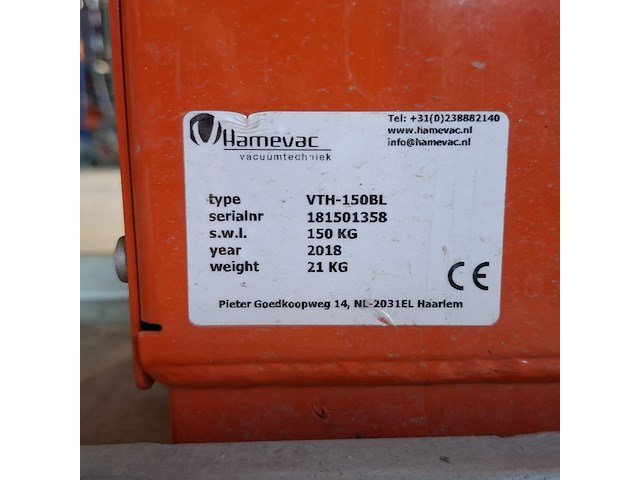 Hamevac
vacuümtechniek
Tel: +31(0)238882140
www.hamevac.nl
info@hamevac.nl
type VTH-150BL
serialnr 181501358
s.w.l. 150 KG
year 2018
weight 21 KG
CE
Pieter Goedkoopweg 14, NL-2031EL Haarlem